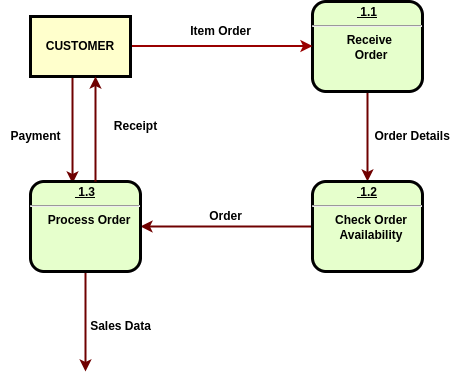 1.1
Item Order
CUSTOMER
Receive
Order
Payment
Receipt
Order Details
1.3
1.2
Process Order
Order
Check Order
Availability
Sales Data